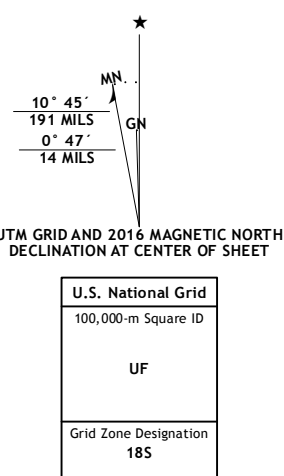 ★
MN
10° 45´
191 MILS
GN
0° 47´
14 MILS
UTM GRID AND 2016 MAGNETIC NORTH
DECLINATION AT CENTER OF SHEET
U.S. National Grid
100,000-m Square ID
UF
Grid Zone Designation
18S